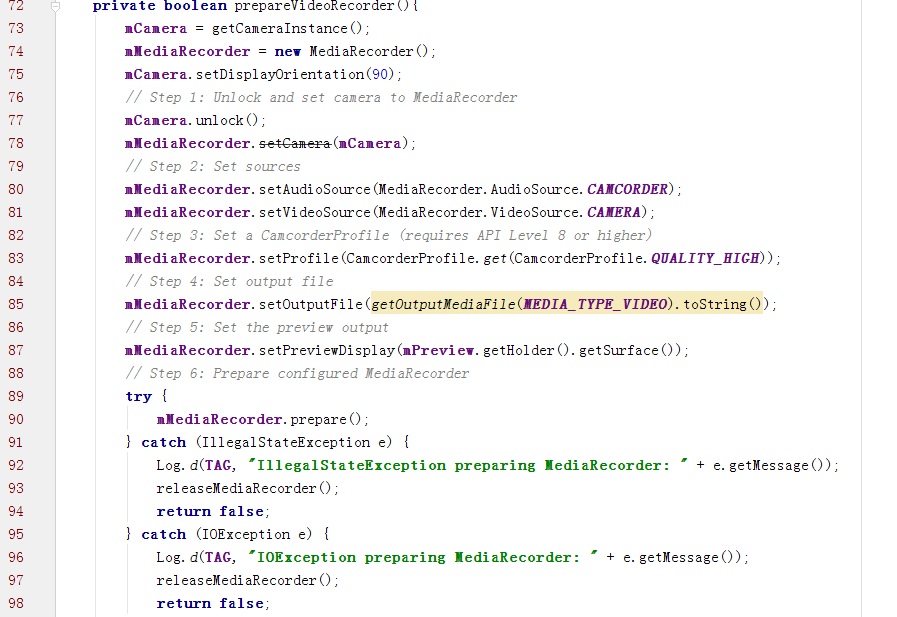 72 private boolean prepareVideoRecorder(){
73 mCamera = getCameraInstance();
74 mMediaRecorder = new MediaRecorder();
75 mCamera.setDisplayOrientation(90);
76 // Step 1: Unlock and set camera to MediaRecorder
77 mCamera.unlock();
78 mMediaRecorder.setCamera(mCamera);
79 // Step 2: Set sources
80 mMediaRecorder.setAudioSource(MediaRecorder.AudioSource.CAMCORDER);
81 mMediaRecorder.setVideoSource(MediaRecorder.VideoSource.CAMERA);
82 // Step 3: Set a CamcorderProfile (requires API Level 8 or higher)
83 mMediaRecorder.setProfile(CamcorderProfile.get(CamcorderProfile.QUALITY_HIGH));
84 // Step 4: Set output file
85 mMediaRecorder.setOutputFile(getOutputMediaFile(MEDIA_TYPE_VIDEO).toString());
86 // Step 5: Set the preview output
87 mMediaRecorder.setPreviewDisplay(mPreview.getHolder().getSurface());
88 // Step 6: Prepare configured MediaRecorder
89 try {
90 mMediaRecorder.prepare();
91 } catch (IllegalStateException e) {
92 Log.d(TAG, "IllegalStateException preparing MediaRecorder: " + e.getMessage());
93 releaseMediaRecorder();
94 return false;
95 } catch (IOException e) {
96 Log.d(TAG, "IOException preparing MediaRecorder: " + e.getMessage());
97 releaseMediaRecorder();
98 return false;